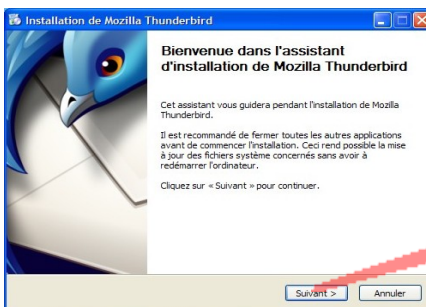 Installation de Mozilla Thunderbird
Bienvenue dans l'assistant
d'installation de Mozilla Thunderbird
Cet assistant vous guidera pendant l'installation de Mozilla
Thunderbird.
Il est recommandé de fermer toutes les autres applications
avant de commencer l'installation. Ceci rend possible la mise
à jour des fichiers système concernés sans avoir à
redémarrer l'ordinateur.
Cliquez sur « Suivant » pour continuer.
Suivant > Annuler